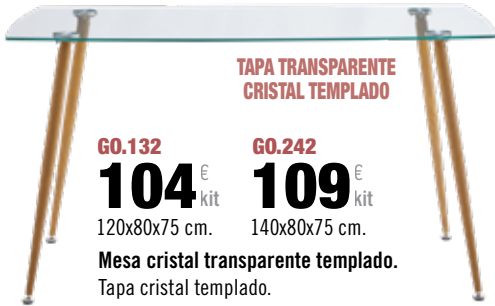 TAPA TRANSPARENTE
CRISTAL TEMPLADO
GO.132
104 € kit
120x80x75 cm.
GO.242
109 € kit
140x80x75 cm.
Mesa cristal transparente templado.
Tapa cristal templado.